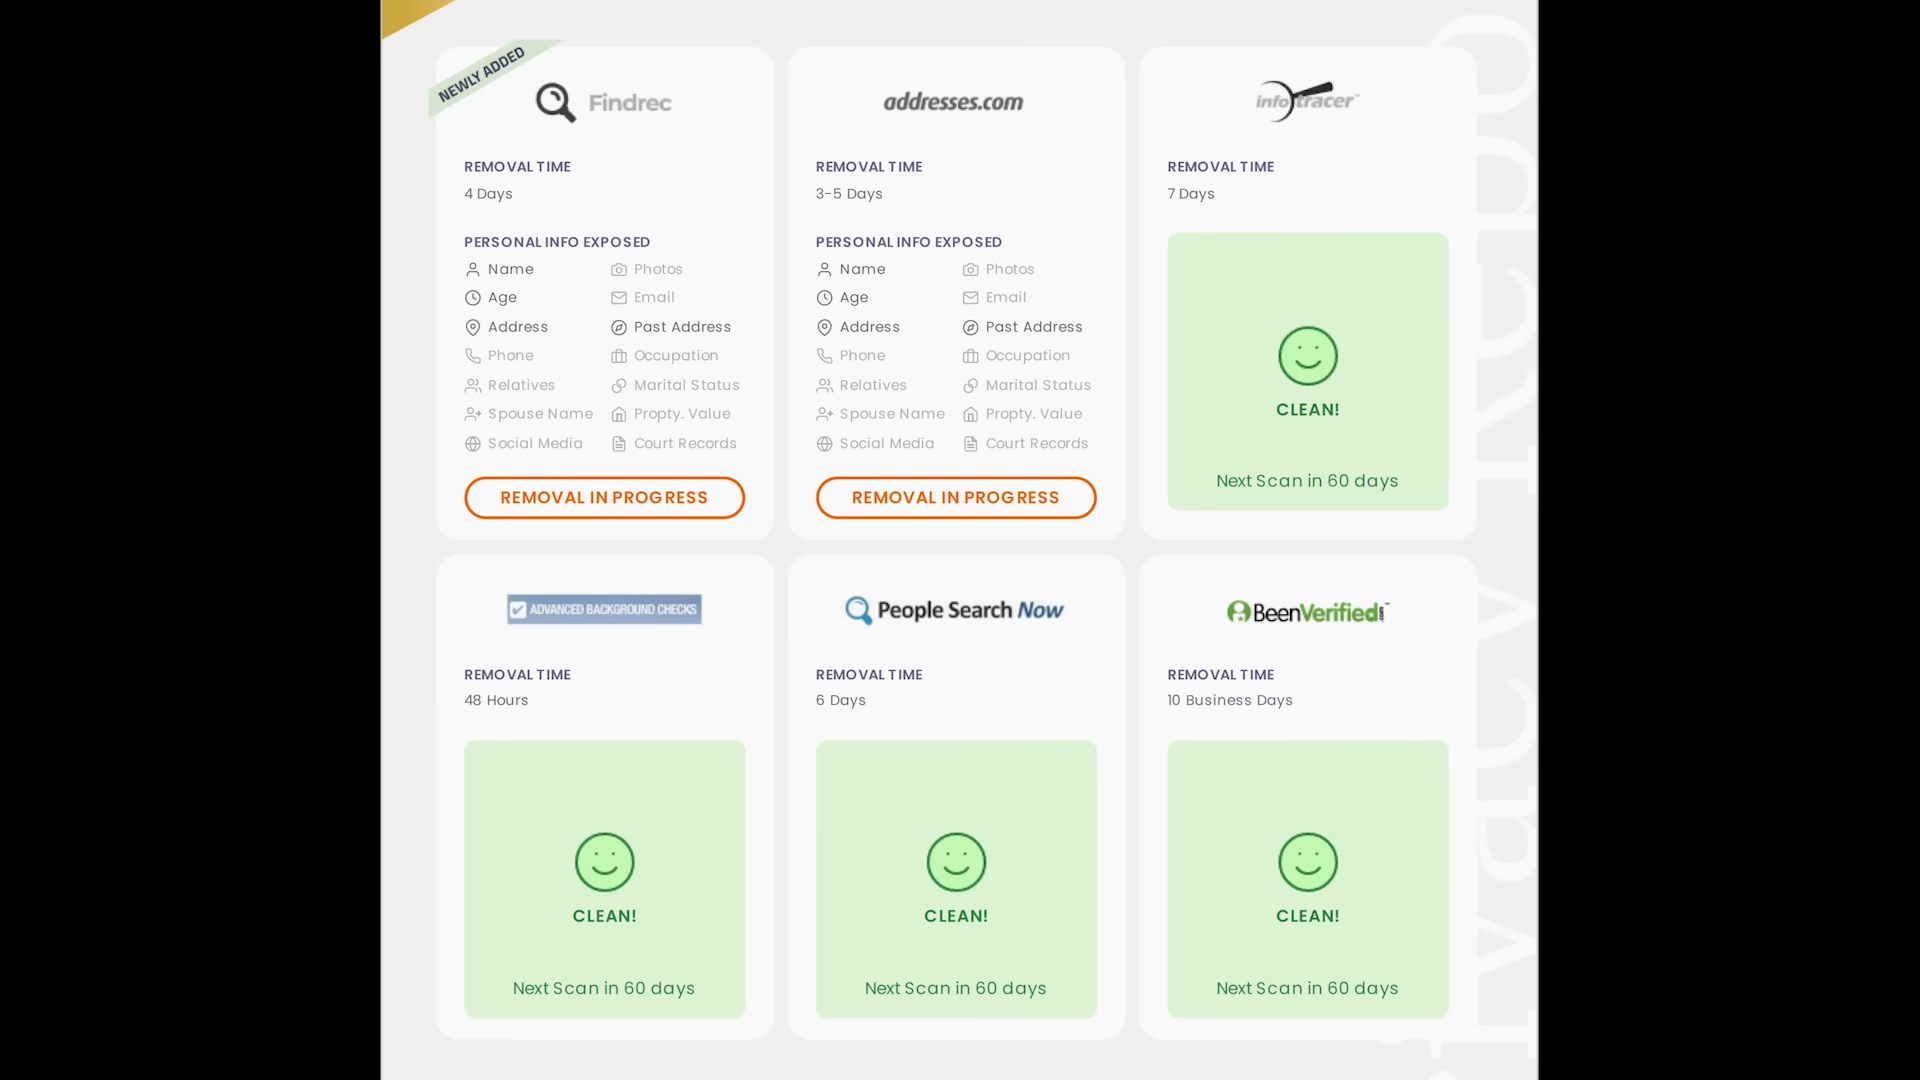 NEWLY ADDED
Findrec
REMOVAL TIME
4 Days
PERSONAL INFO EXPOSED
Name
Photos
Age
Email
Address
Past Address
Phone
Occupation
Relatives
Marital Status
Spouse Name
Propty. Value
Social Media
Court Records
REMOVAL IN PROGRESS
addresses.com
REMOVAL TIME
3-5 Days
PERSONAL INFO EXPOSED
Name
Photos
Age
Email
Address
Past Address
Phone
Occupation
Relatives
Marital Status
Spouse Name
Propty. Value
Social Media
Court Records
REMOVAL IN PROGRESS
infotracer™
REMOVAL TIME
7 Days
CLEAN!
Next Scan in 60 days
ADVANCED BACKGROUND CHECKS
REMOVAL TIME
48 Hours
CLEAN!
Next Scan in 60 days
People Search Now
REMOVAL TIME
6 Days
CLEAN!
Next Scan in 60 days
BeenVerified.com™
REMOVAL TIME
10 Business Days
CLEAN!
Next Scan in 60 days